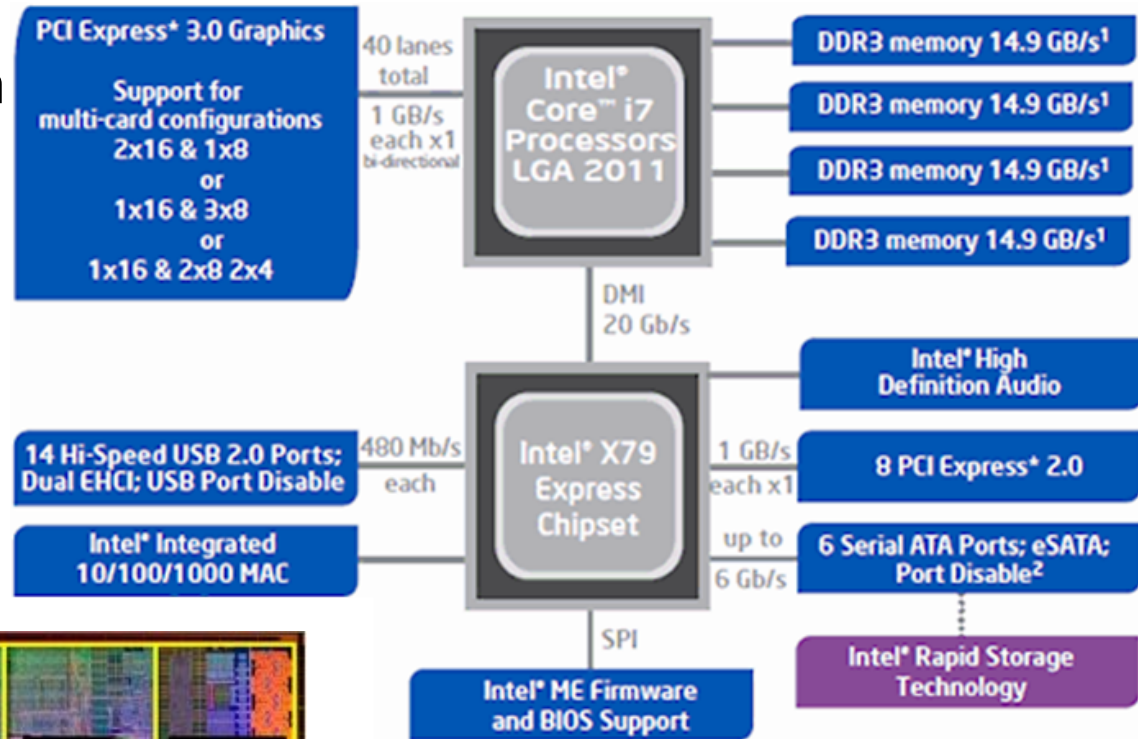 PCI Express* 3.0 Graphics
Support for
multi-card configurations
2x16 & 1x8
or
1x16 & 3x8
or
1x16 & 2x8 2x4
40 lanes
total
1 GB/s
each x1
bi-directional
Intel®
Core™ i7
Processors
LGA 2011
DDR3 memory 14.9 GB/s¹
DDR3 memory 14.9 GB/s¹
DDR3 memory 14.9 GB/s¹
DDR3 memory 14.9 GB/s¹
DMI
20 Gb/s
Intel® High
Definition Audio
14 Hi-Speed USB 2.0 Ports;
Dual EHCI; USB Port Disable
480 Mb/s
each
Intel® X79
Express
Chipset
1 GB/s
each x1
8 PCI Express* 2.0
Intel® Integrated
10/100/1000 MAC
up to
6 Gb/s
6 Serial ATA Ports; eSATA;
Port Disable²
SPI
Intel® Rapid Storage
Technology
Intel® ME Firmware
and BIOS Support